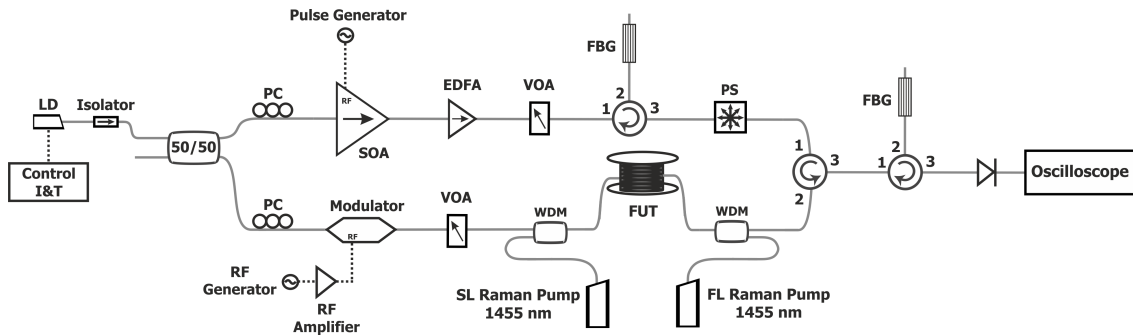 Pulse Generator
FBG
LD
Isolator
PC
RF
SOA
EDFA
VOA
2
1
3
PS
FBG
50/50
Control
I&T
1
3
2
2
1
3
Oscilloscope
PC
Modulator
RF
VOA
WDM
FUT
WDM
RF
Generator
RF
Amplifier
SL Raman Pump
1455 nm
FL Raman Pump
1455 nm